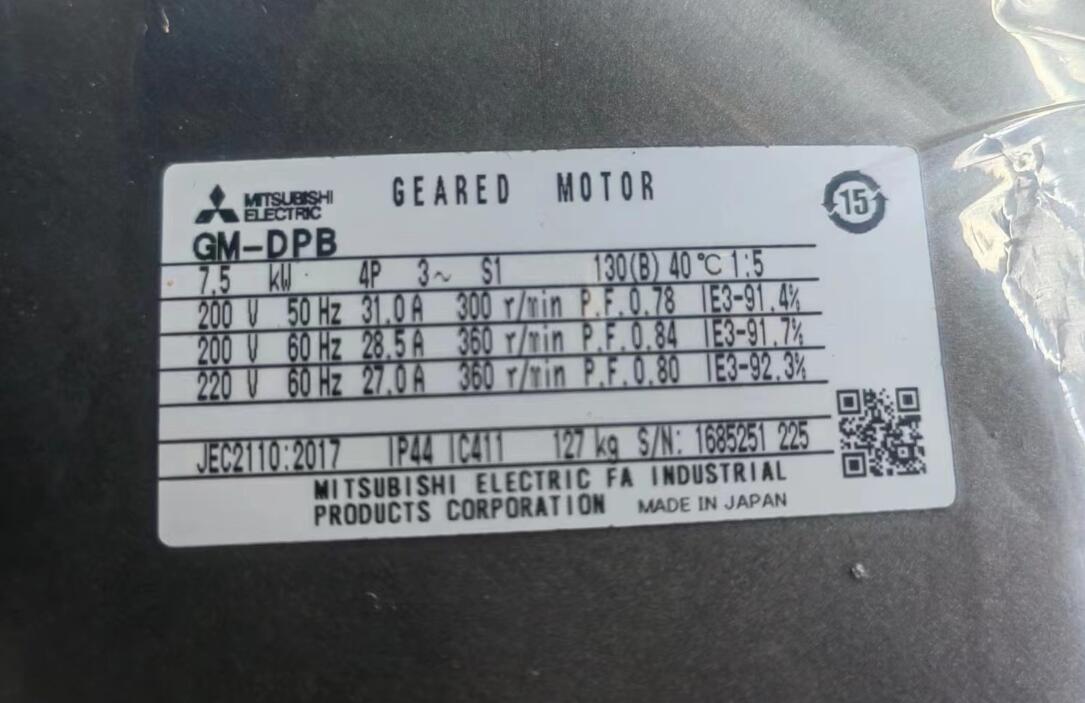 MITSUBISHI
ELECTRIC
GEARED MOTOR
15
GM-DPB
7.5 kW 4P 3~ S1 130(B) 40 ℃ 1:5
200 V 50 Hz 31.0A 300 r/min P.F.0.78 IE3-91.4%
200 V 60 Hz 28.5A 360 r/min P.F.0.84 IE3-91.7%
220 V 60 Hz 27.0A 360 r/min P.F.0.80 IE3-92.3%
JEC2110:2017 IP44 IC411 127 kg S/N: 1685251 225
MITSUBISHI ELECTRIC FA INDUSTRIAL
PRODUCTS CORPORATION MADE IN JAPAN